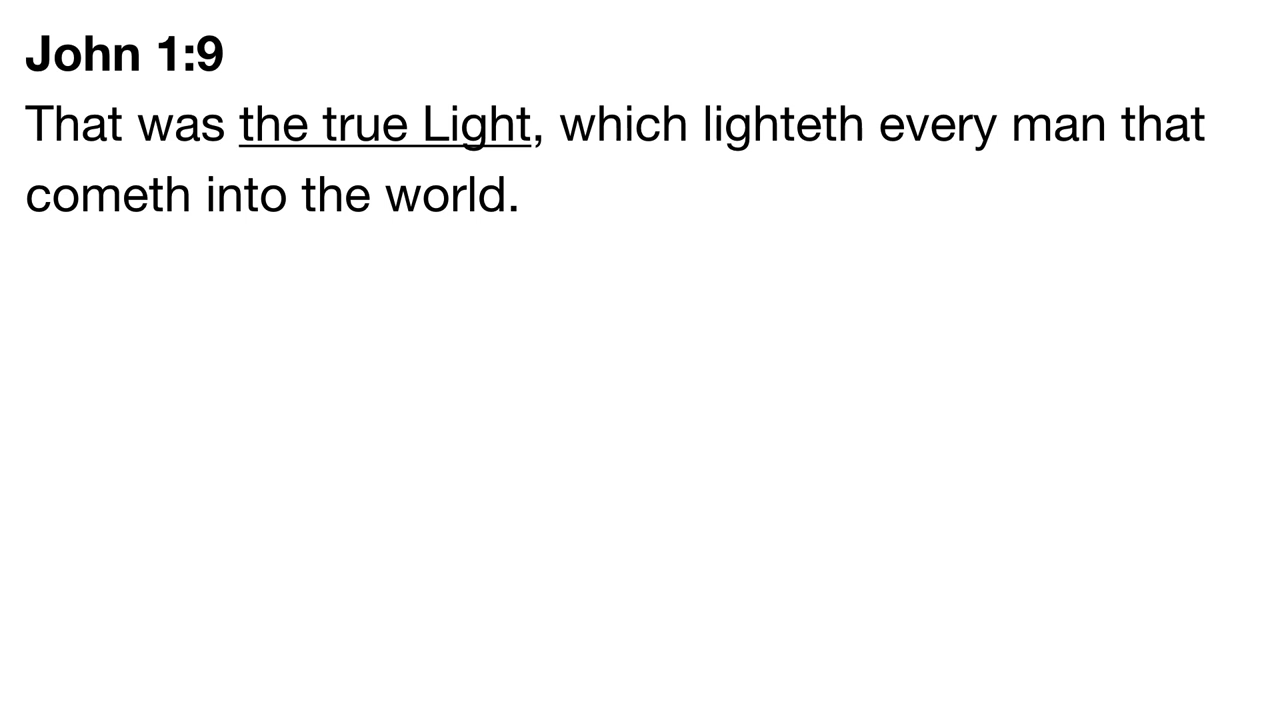 John 1:9
That was the true Light, which lighteth every man that
cometh into the world.